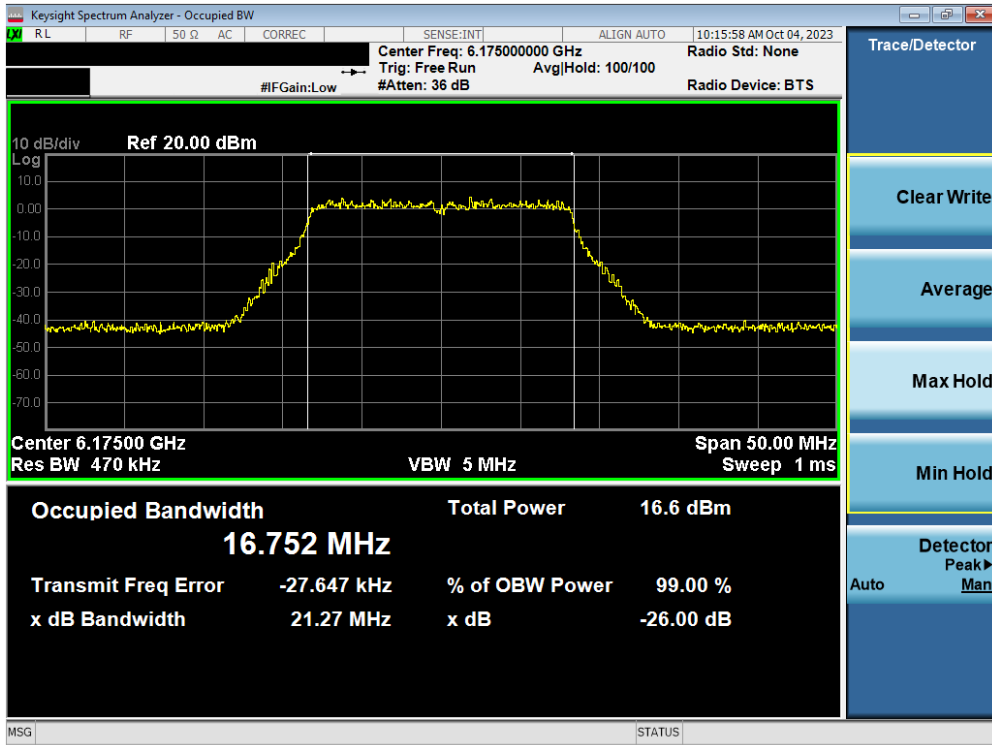 Keysight Spectrum Analyzer - Occupied BW
LXI RL RF 50 Ω AC CORREC SENSE:INT ALIGN AUTO 10:15:58 AM Oct 04, 2023
Center Freq: 6.175000000 GHz Radio Std: None
Trig: Free Run Avg|Hold: 100/100
#IFGain:Low #Atten: 36 dB Radio Device: BTS
10 dB/div Ref 20.00 dBm
Log
10.0
0.00
-10.0
-20.0
-30.0
-40.0
-50.0
-60.0
-70.0
Center 6.17500 GHz Span 50.00 MHz
Res BW 470 kHz VBW 5 MHz Sweep 1 ms
Occupied Bandwidth Total Power 16.6 dBm
16.752 MHz
Transmit Freq Error -27.647 kHz % of OBW Power 99.00 %
x dB Bandwidth 21.27 MHz x dB -26.00 dB
Trace/Detector
Clear Write
Average
Max Hold
Min Hold
Detector
Peak▶
Auto Man
MSG STATUS